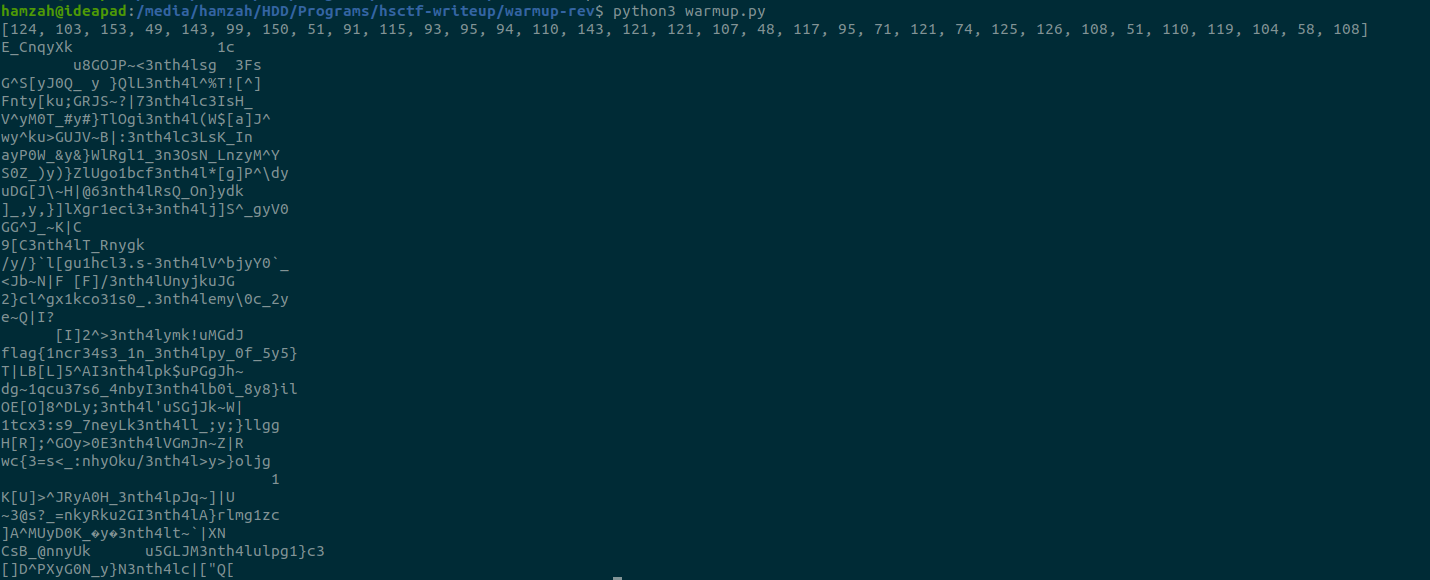 hamzah@ideapad:/media/hamzah/HDD/Programs/hsctf-writeup/warmup-rev$ python3 warmup.py
[124, 103, 153, 49, 143, 99, 150, 51, 91, 115, 93, 95, 94, 110, 143, 121, 121, 107, 48, 117, 95, 71, 121, 74, 125, 126, 108, 51, 110, 119, 104, 58, 108]
E_CnqyXk                1c
        u8GOJP~<3nth4lsg  3Fs
G^S[yJ0Q_ y }QlL3nth4l^%T![^]
Fnty[ku;GRJS~?|73nth4lc3IsH_
V^yM0T_#y#}TlOgi3nth4l(W$[a]J^
wy^ku>GUJV~B|:3nth4lc3LsK_In
ayP0W_&y&}WlRgl1_3n3OsN_LnzyM^Y
S0Z_)y)}ZlUgo1bcf3nth4l*[g]P^\dy
uDG[J\~H|@63nth4lRsQ_On}ydk
]_,y,}]lXgr1eci3+3nth4lj]S^_gyV0
GG^J_~K|C
9[C3nth4lT_Rnygk
/y/}`l[gu1hcl3.s-3nth4lV^bjyY0`_
<Jb~N|F [F]/3nth4lUnyjkuJG
2}cl^gx1kco31s0_.3nth4lemy\0c_2y
e~Q|I?
      [I]2^>3nth4lymk!uMGdJ
flag{1ncr34s3_1n_3nth4lpy_0f_5y5}
T|LB[L]5^AI3nth4lpk$uPGgJh~
dg~1qcu37s6_4nbyI3nth4lb0i_8y8}il
OE[O]8^DLy;3nth4l'uSGjJk~W|
1tcx3:s9_7neyLk3nth4ll_;y;}llgg
H[R];^GOy>0E3nth4lVGmJn~Z|R
wc{3=s<_:nhyOku/3nth4l>y>}oljg
                              1
K[U]>^JRyA0H_3nth4lpJq~]|U
~3@s?_=nkyRku2GI3nth4lA}rlmg1zc
]A^MUyD0K_�y�3nth4lt~`|XN
CsB_@nnyUk      u5GLJM3nth4lulpg1}c3
[]D^PXyG0N_y}N3nth4lc|["Q[